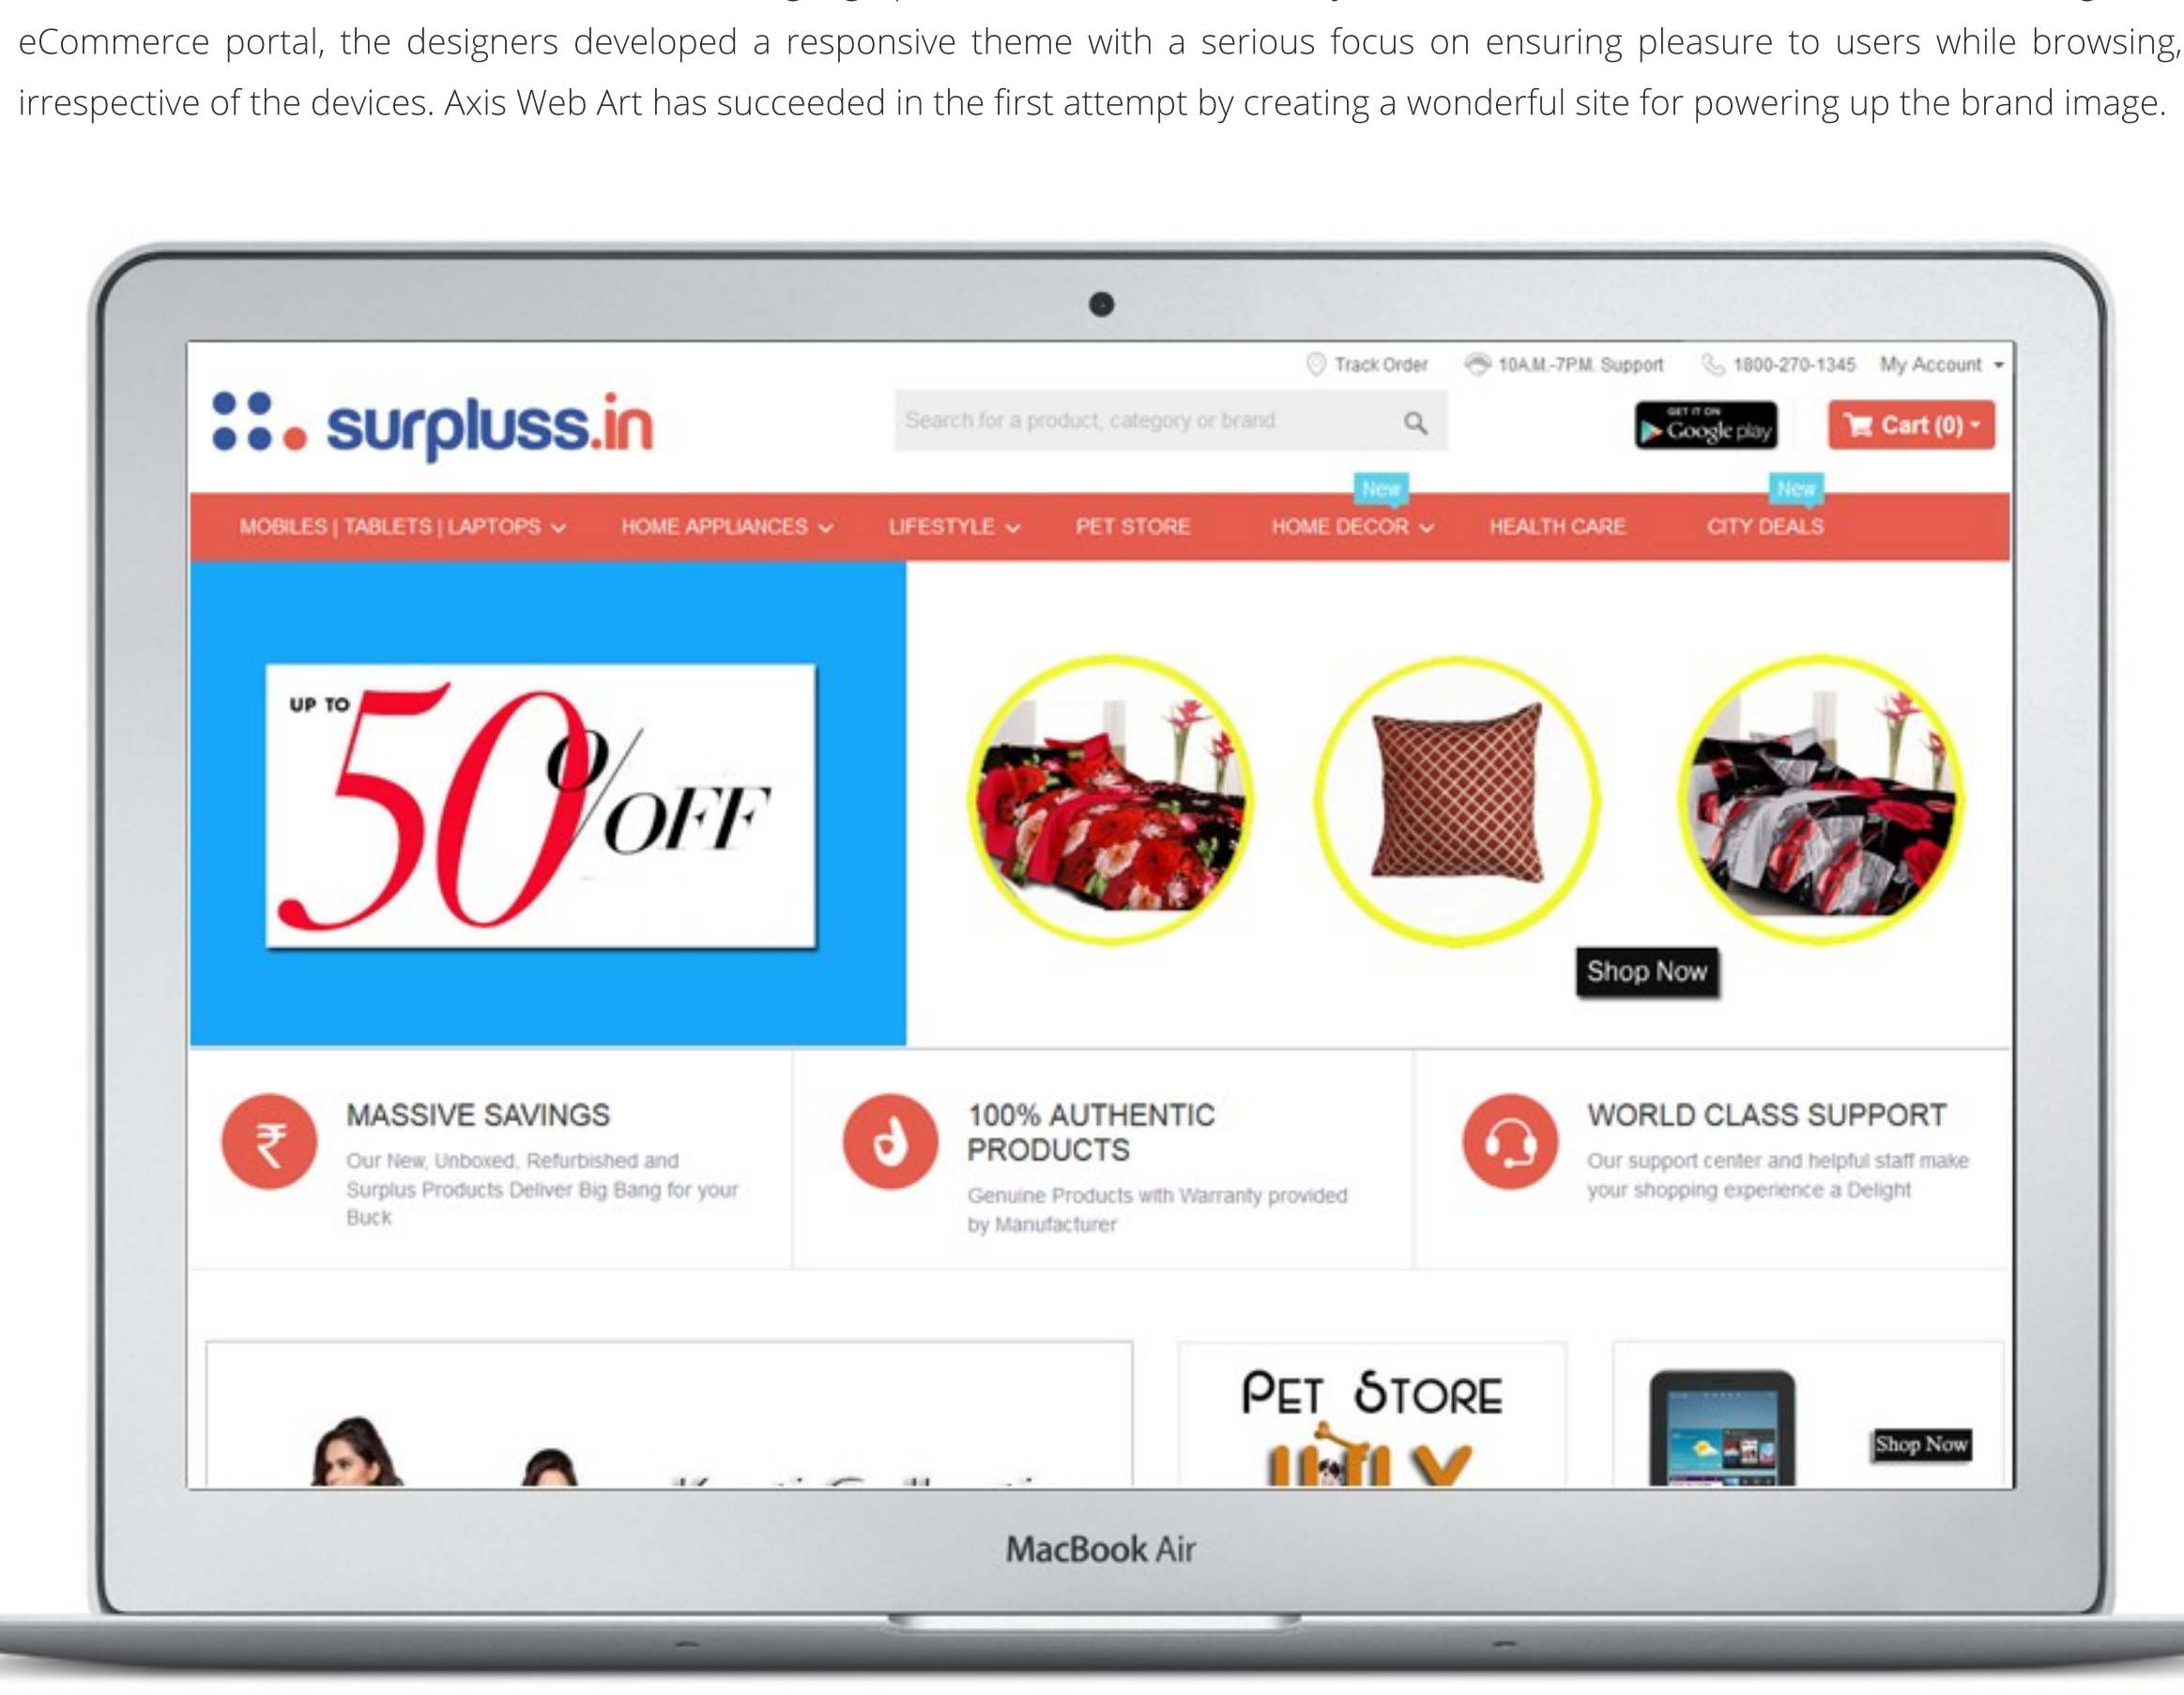 eCommerce portal, the designers developed a responsive theme with a serious focus on ensuring pleasure to users while browsing,
irrespective of the devices. Axis Web Art has succeeded in the first attempt by creating a wonderful site for powering up the brand image.
Track Order 10A.M.-7P.M. Support 1800-270-1345 My Account
surpluss.in
Search for a product, category or brand
GET IT ON
Google play
Cart (0)
New New
MOBILES | TABLETS | LAPTOPS HOME APPLIANCES LIFESTYLE PET STORE HOME DECOR HEALTH CARE CITY DEALS
UP TO
50% OFF
Shop Now
MASSIVE SAVINGS
Our New, Unboxed, Refurbished and
Surplus Products Deliver Big Bang for your
Buck
100% AUTHENTIC
PRODUCTS
Genuine Products with Warranty provided
by Manufacturer
WORLD CLASS SUPPORT
Our support center and helpful staff make
your shopping experience a Delight
PET STORE
Shop Now
MacBook Air